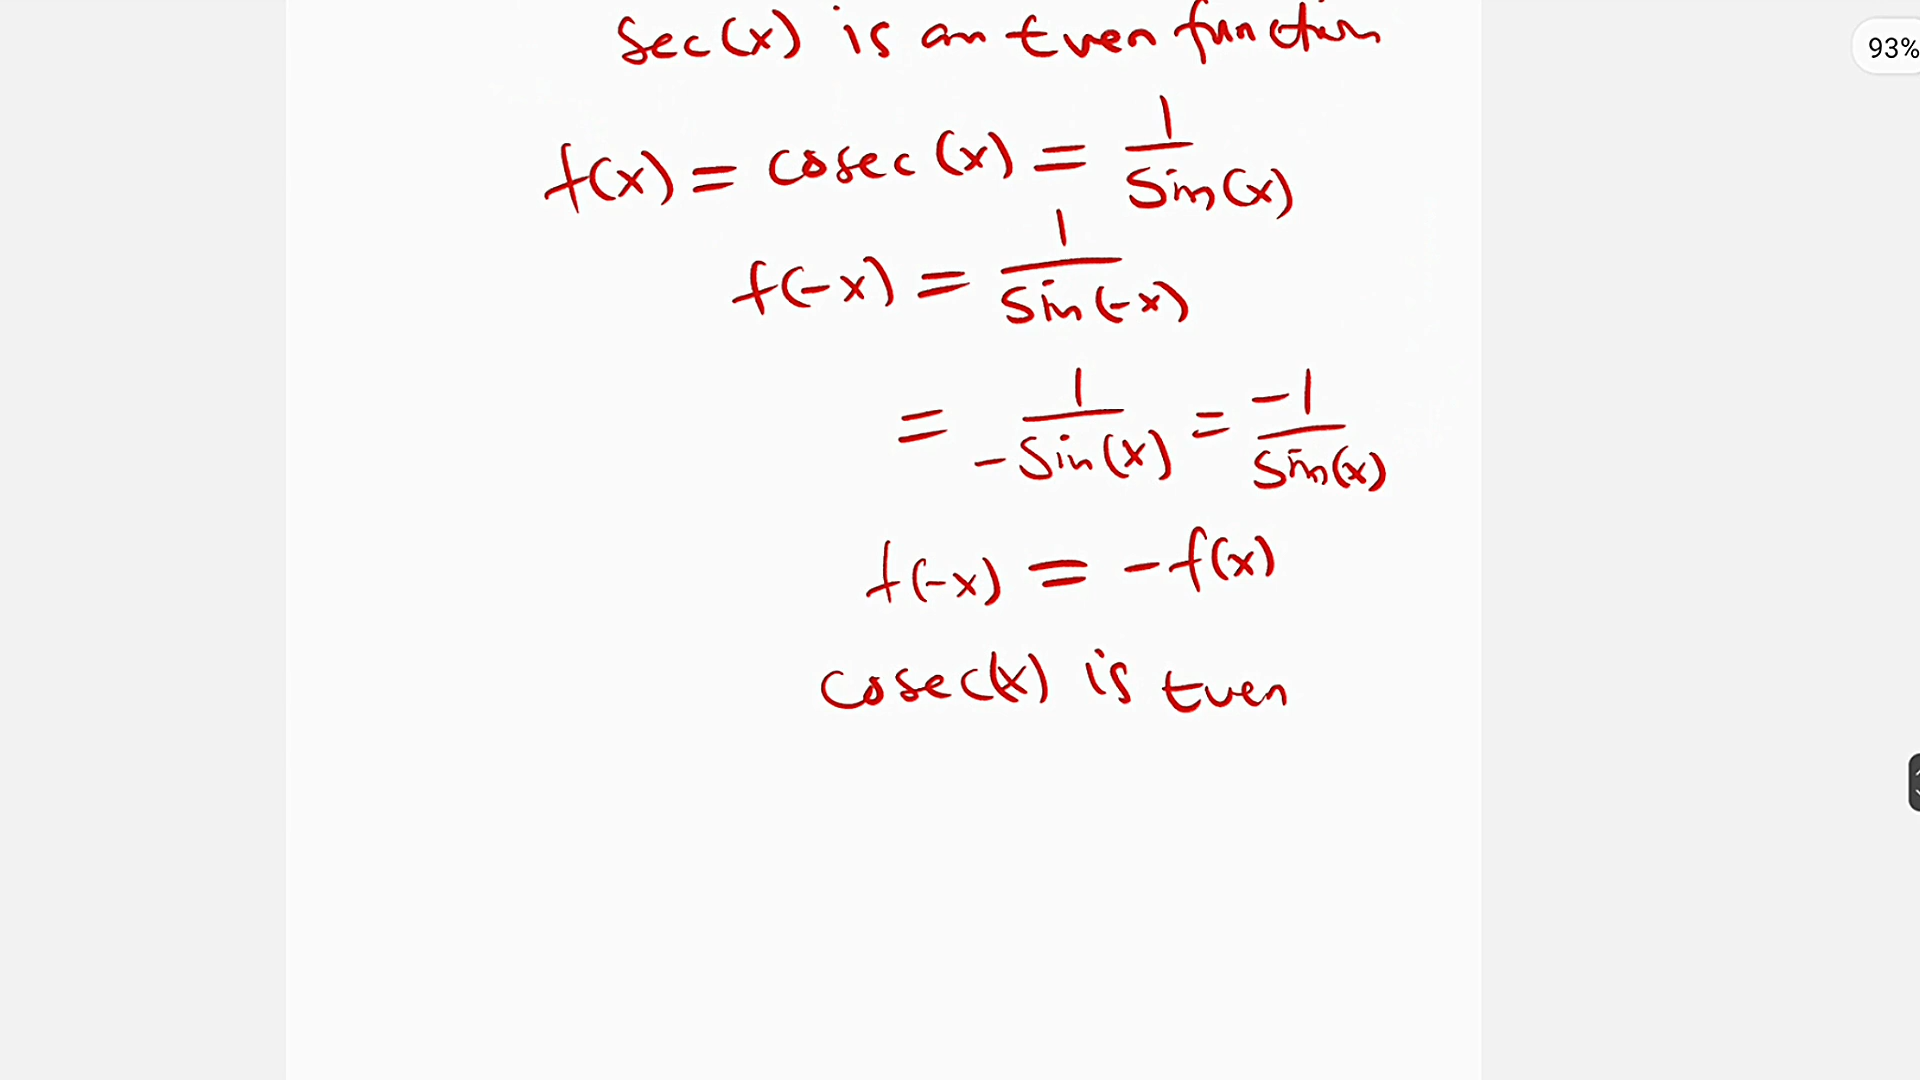 Sec(x) is an Even function
93%
f(x) = cosec(x) = 1/Sin(x)
f(-x) = 1/Sin(-x)
= 1/-Sin(x) = -1/Sin(x)
f(-x) = -f(x)
cosec(x) is Even